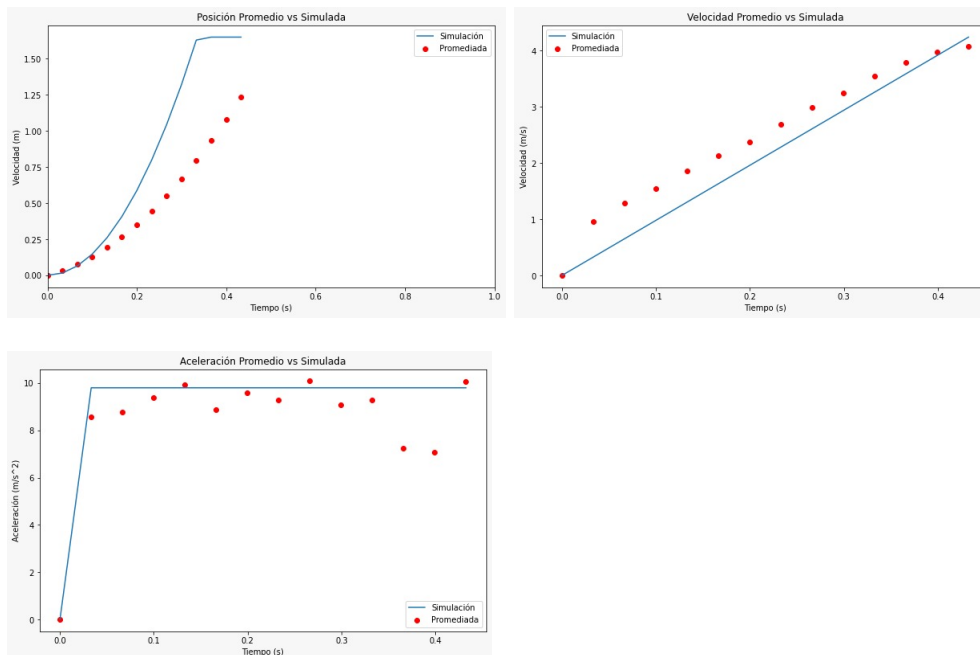 Posición Promedio vs Simulada
Simulación
Promediada
Velocidad (m)
1.50
1.25
1.00
0.75
0.50
0.25
0.00
0.0 0.2 0.4 0.6 0.8 1.0
Tiempo (s)
Velocidad Promedio vs Simulada
Simulación
Promediada
Velocidad (m/s)
4
3
2
1
0
0.0 0.1 0.2 0.3 0.4
Tiempo (s)
Aceleración Promedio vs Simulada
Aceleración (m/s^2)
10
8
6
4
2
0
Simulación
Promediada
0.0 0.1 0.2 0.3 0.4
Tiempo (s)